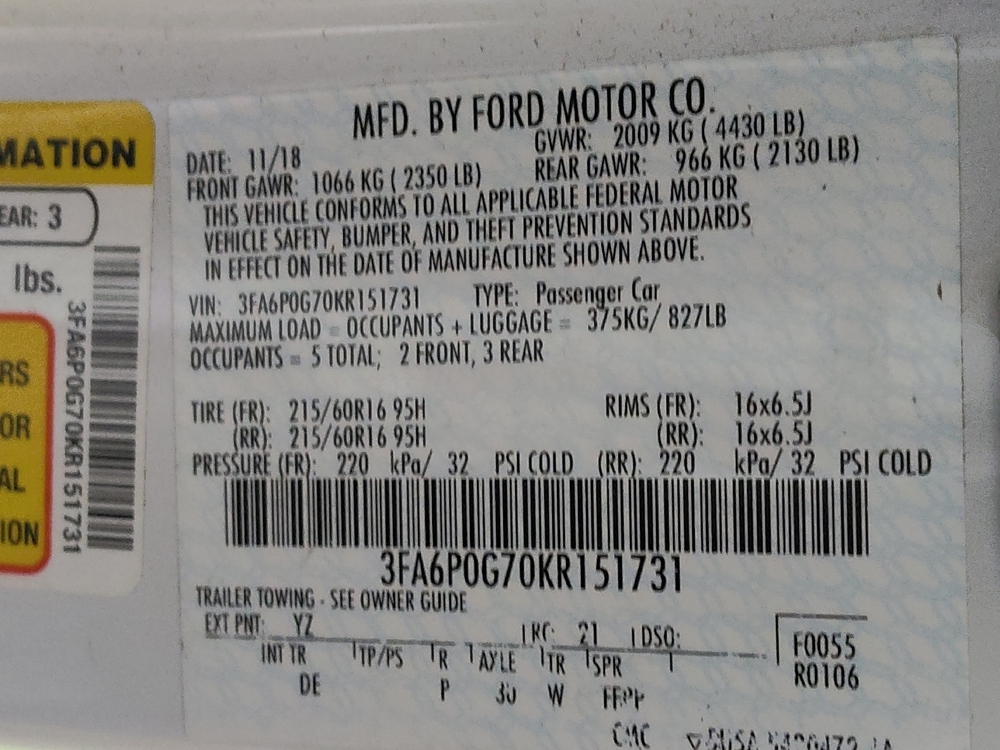 MATION
EAR: 3
lbs.
RS
OR
AL
ION
3FA6P0G70KR151731
MFD. BY FORD MOTOR CO.
DATE: 11/18 GVWR: 2009 KG ( 4430 LB)
FRONT GAWR: 1066 KG ( 2350 LB) REAR GAWR: 966 KG ( 2130 LB)
THIS VEHICLE CONFORMS TO ALL APPLICABLE FEDERAL MOTOR
VEHICLE SAFETY, BUMPER, AND THEFT PREVENTION STANDARDS
IN EFFECT ON THE DATE OF MANUFACTURE SHOWN ABOVE.
VIN: 3FA6P0G70KR151731 TYPE: Passenger Car
MAXIMUM LOAD = OCCUPANTS + LUGGAGE = 375KG/ 827LB
OCCUPANTS = 5 TOTAL; 2 FRONT, 3 REAR
TIRE (FR): 215/60R16 95H RIMS (FR): 16x6.5J
(RR): 215/60R16 95H (RR): 16x6.5J
PRESSURE (FR): 220 kPa/ 32 PSI COLD (RR): 220 kPa/ 32 PSI COLD
3FA6P0G70KR151731
TRAILER TOWING - SEE OWNER GUIDE
EXT PNT: YZ RC: 21 DSO: F0055
INT TR TP/PS R AXLE TR SPR R0106
DE P W
CMC